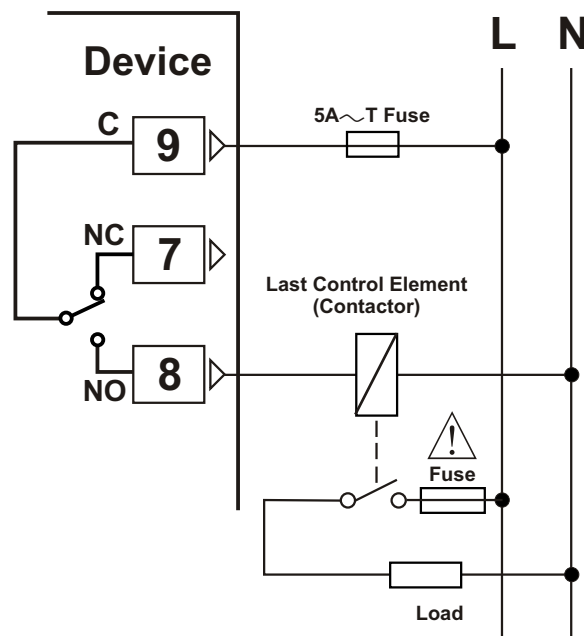 L N
Device
5A～T Fuse
C
9
NC
7
Last Control Element
(Contactor)
8
NO
!
Fuse
Load